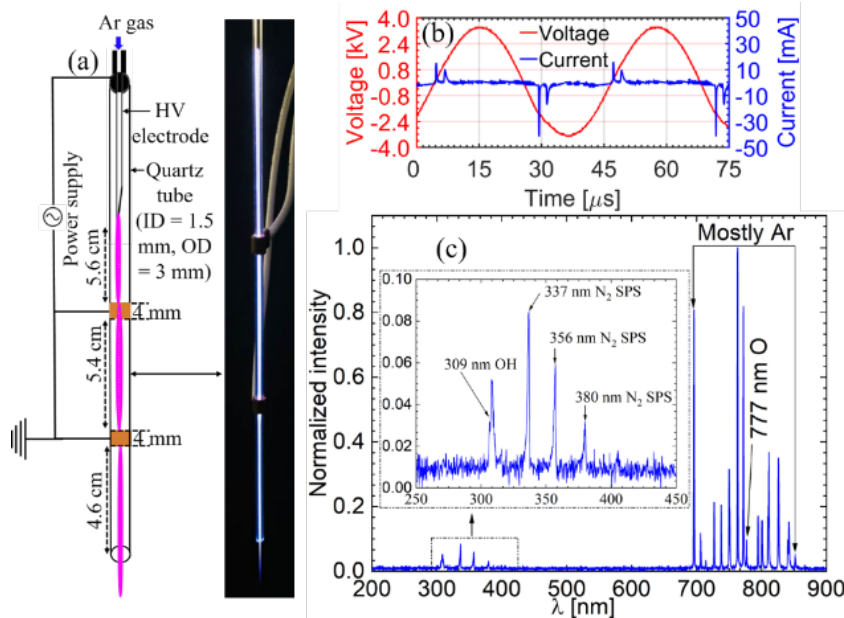 Ar gas
(a)
HV
electrode
Quartz
tube
(ID = 1.5
mm, OD
= 3 mm)
Power supply
5.6 cm
4 mm
5.4 cm
4 mm
4.6 cm
(b)
Voltage
Current
Voltage [kV]
4.0
2.4
0.8
-0.8
-2.4
-4.0
Current [mA]
50
30
10
-10
-30
-50
0 15 30 45 60 75
Time [μs]
(c)
Mostly Ar
777 nm O
Normalized intensity
1.0
0.8
0.6
0.4
0.2
0.0
200 300 400 500 600 700 800 900
λ [nm]
0.10
0.08
0.06
0.04
0.02
0.00
250 300 350 400 450
337 nm N₂ SPS
356 nm N₂ SPS
309 nm OH
380 nm N₂ SPS